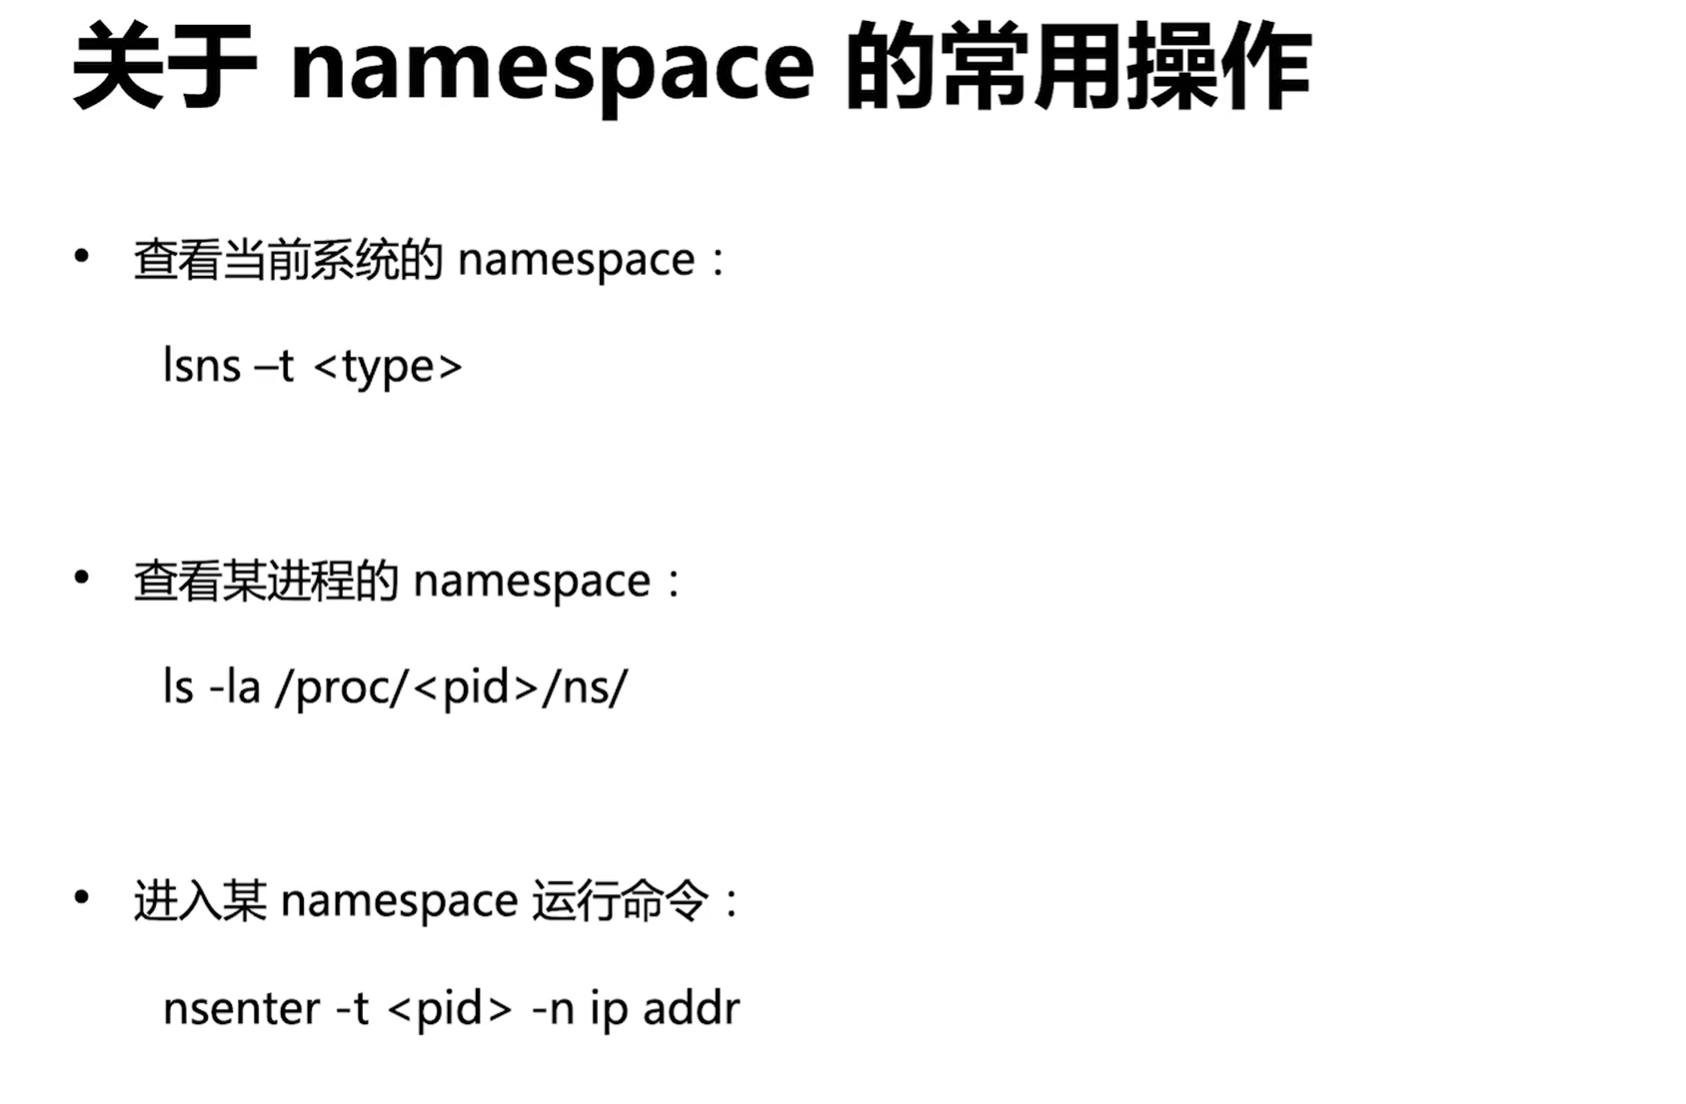 关于 namespace 的常用操作
• 查看当前系统的 namespace：
lsns –t <type>
• 查看某进程的 namespace：
ls -la /proc/<pid>/ns/
• 进入某 namespace 运行命令：
nsenter -t <pid> -n ip addr